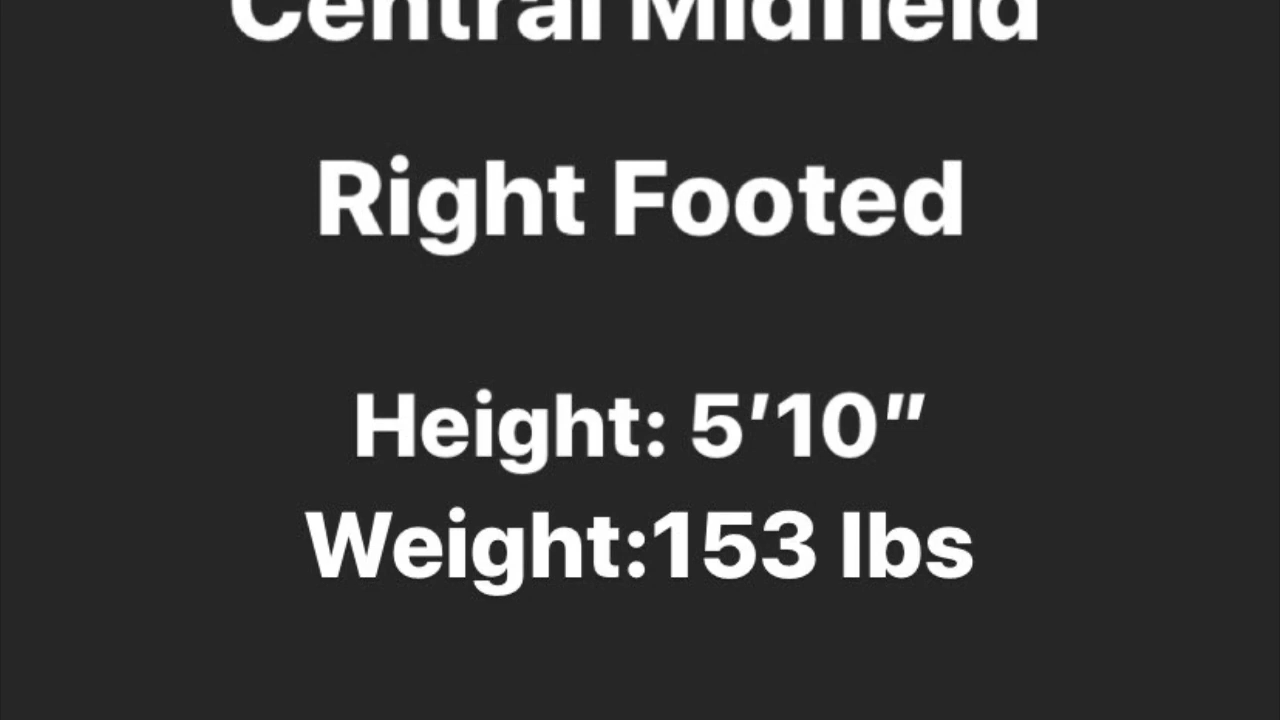 Central Midfield
Right Footed
Height: 5’10”
Weight:153 lbs